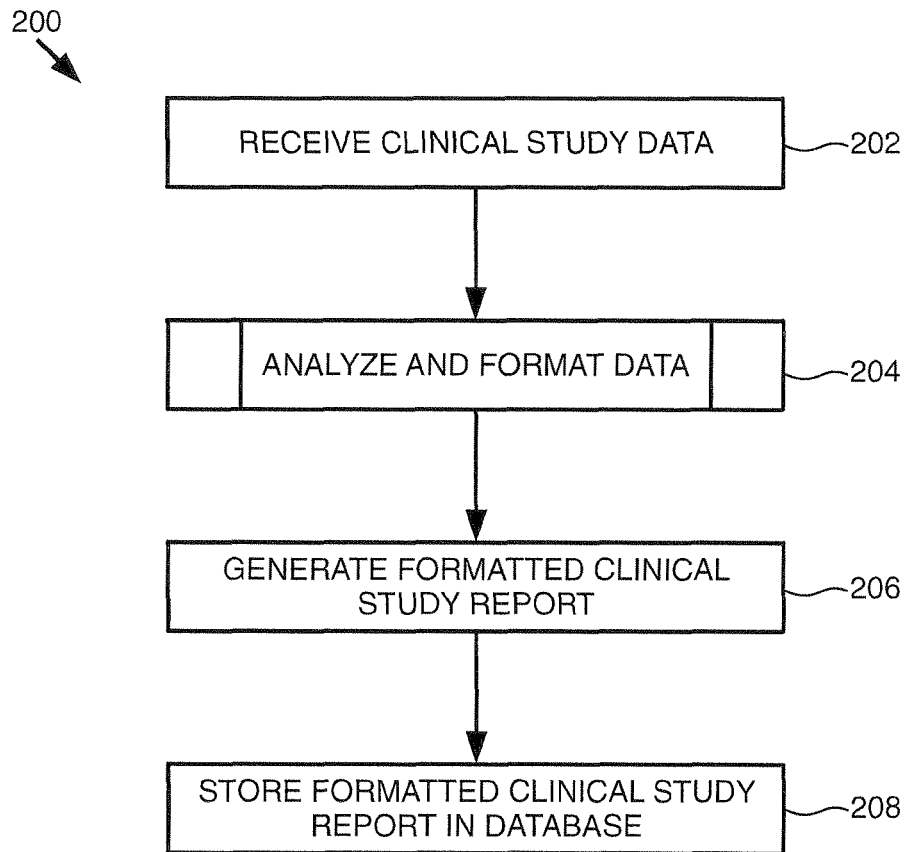 200
RECEIVE CLINICAL STUDY DATA
202
ANALYZE AND FORMAT DATA
204
GENERATE FORMATTED CLINICAL
STUDY REPORT
206
STORE FORMATTED CLINICAL STUDY
REPORT IN DATABASE
208